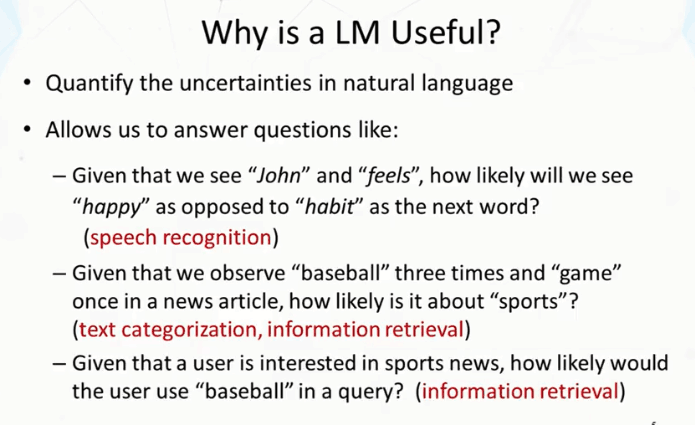 Why is a LM Useful?
• Quantify the uncertainties in natural language
• Allows us to answer questions like:
– Given that we see “John” and “feels”, how likely will we see
“happy” as opposed to “habit” as the next word?
(speech recognition)
– Given that we observe “baseball” three times and “game”
once in a news article, how likely is it about “sports”?
(text categorization, information retrieval)
– Given that a user is interested in sports news, how likely would
the user use “baseball” in a query? (information retrieval)